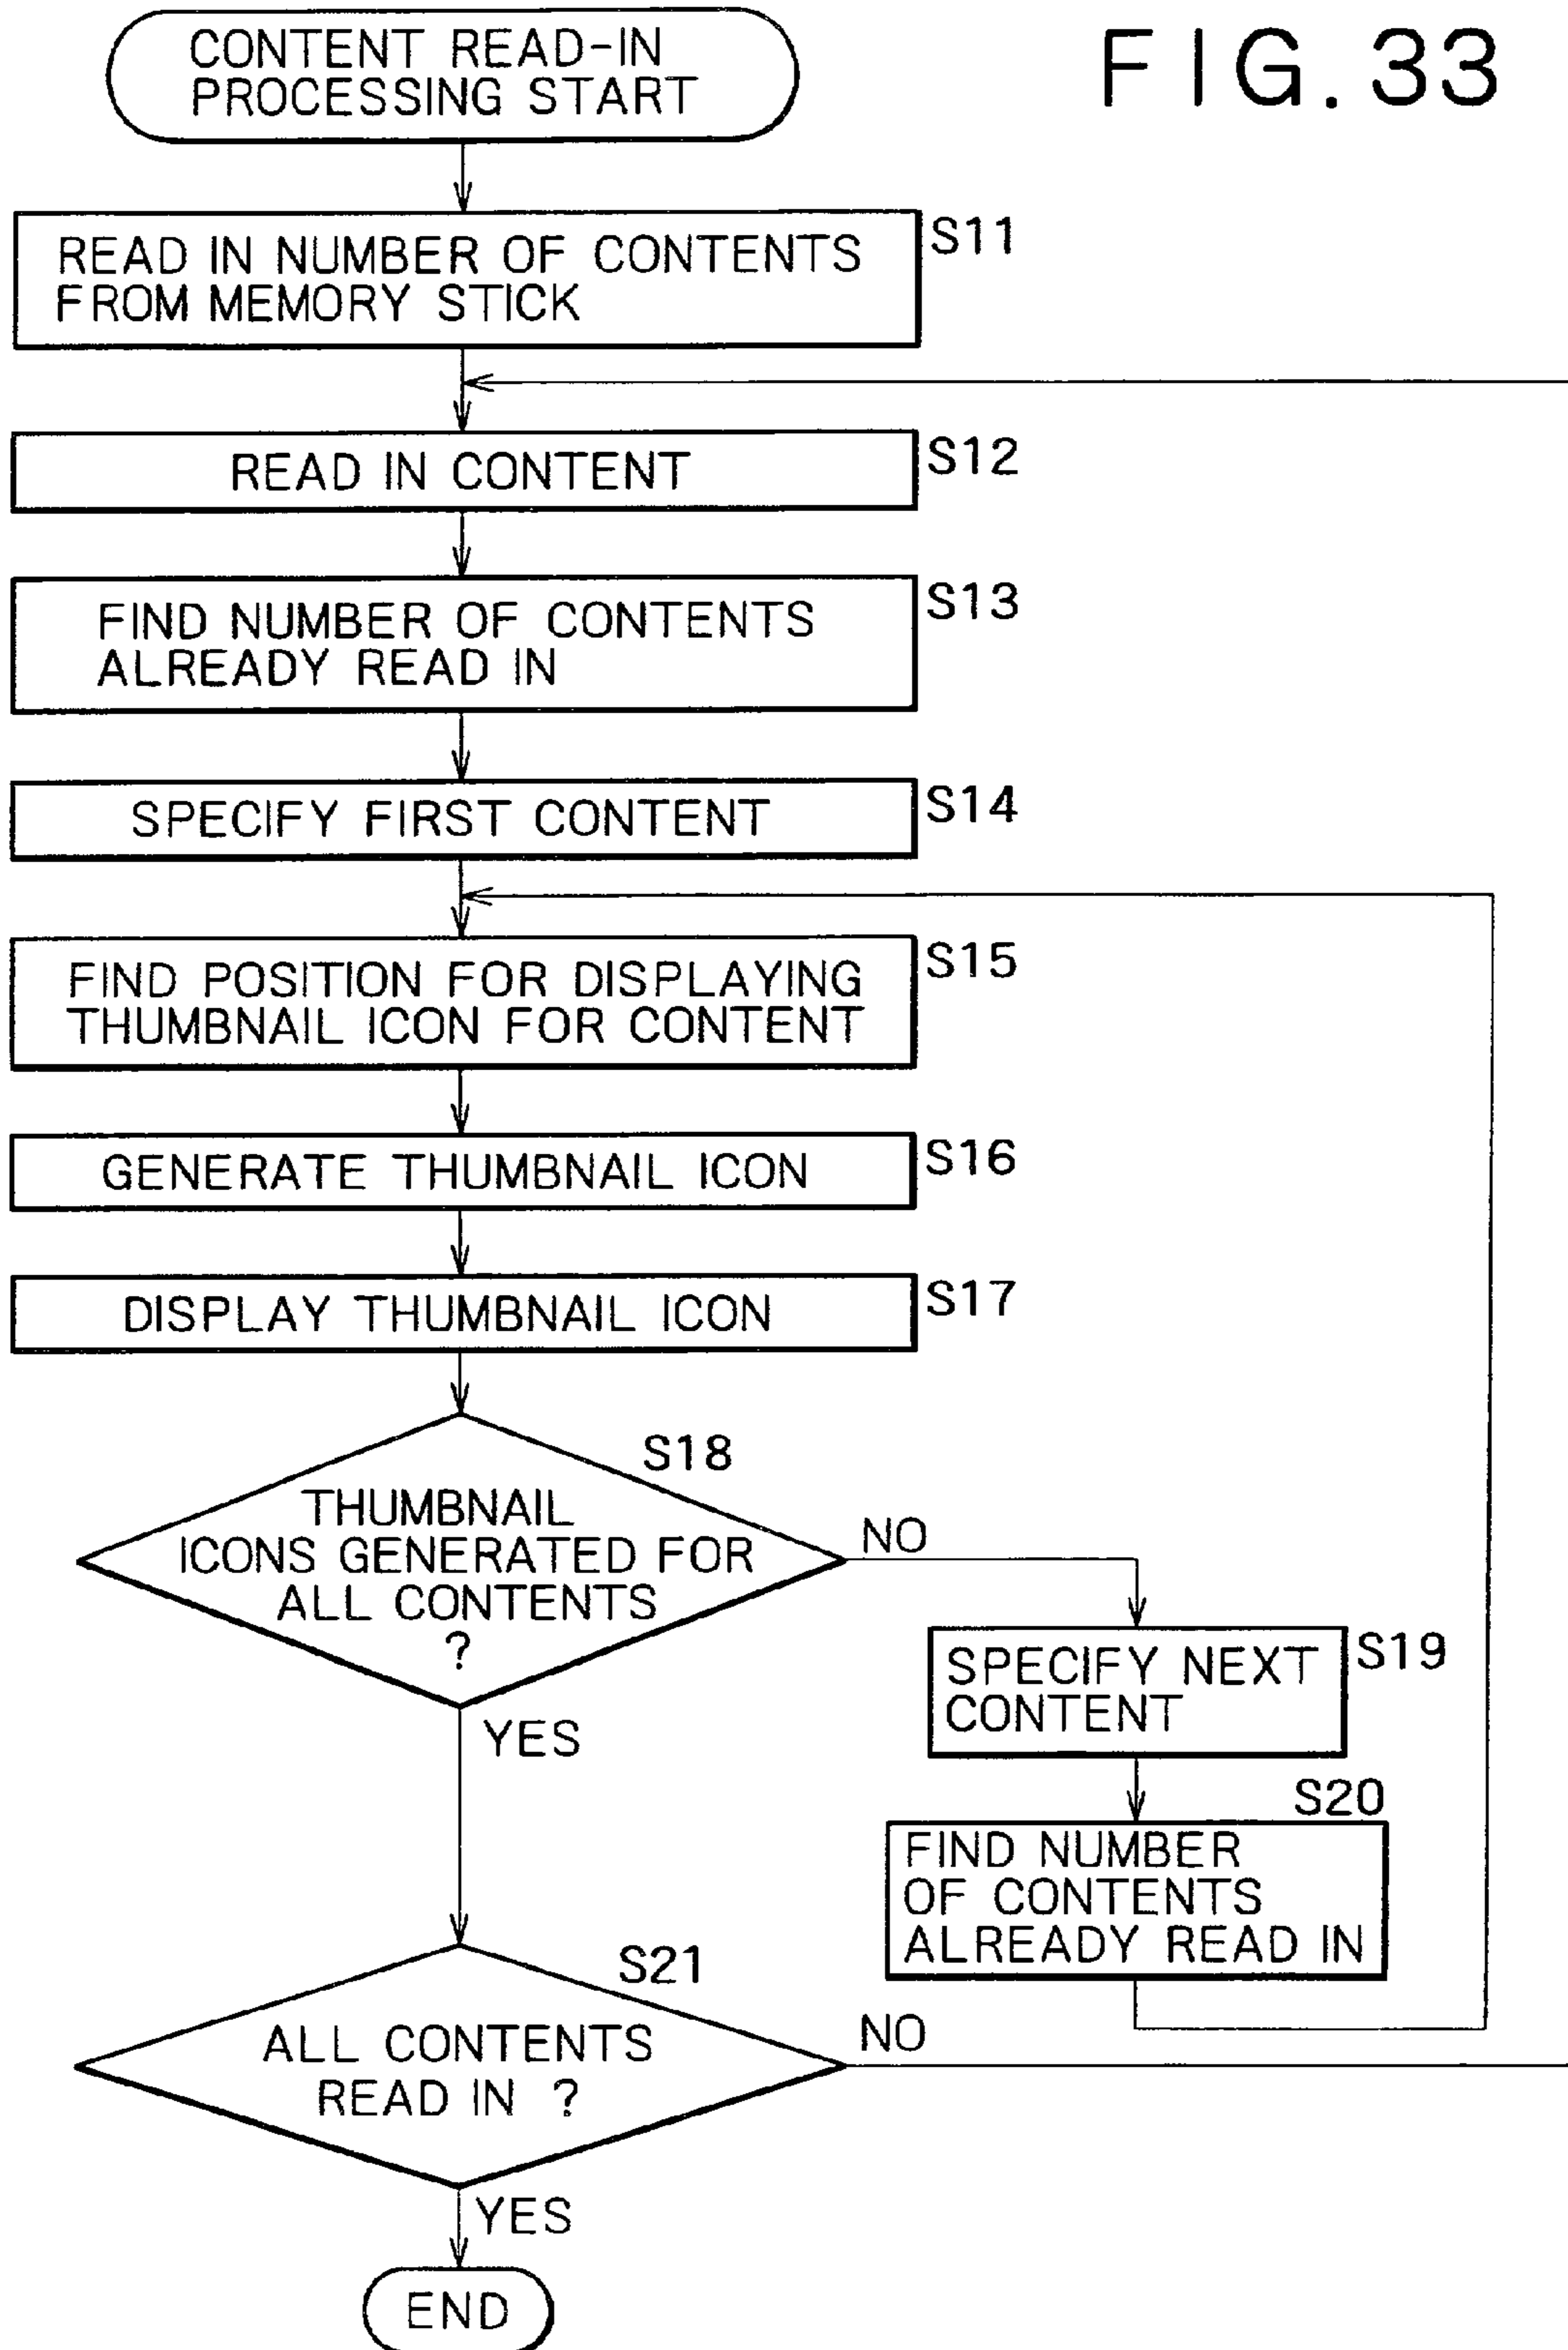 FIG. 33
CONTENT READ-IN
PROCESSING START
S11
READ IN NUMBER OF CONTENTS
FROM MEMORY STICK
S12
READ IN CONTENT
S13
FIND NUMBER OF CONTENTS
ALREADY READ IN
S14
SPECIFY FIRST CONTENT
S15
FIND POSITION FOR DISPLAYING
THUMBNAIL ICON FOR CONTENT
S16
GENERATE THUMBNAIL ICON
S17
DISPLAY THUMBNAIL ICON
S18
THUMBNAIL
ICONS GENERATED FOR
ALL CONTENTS
?
NO
YES
S19
SPECIFY NEXT
CONTENT
S20
FIND NUMBER
OF CONTENTS
ALREADY READ IN
S21
ALL CONTENTS
READ IN ?
NO
YES
END